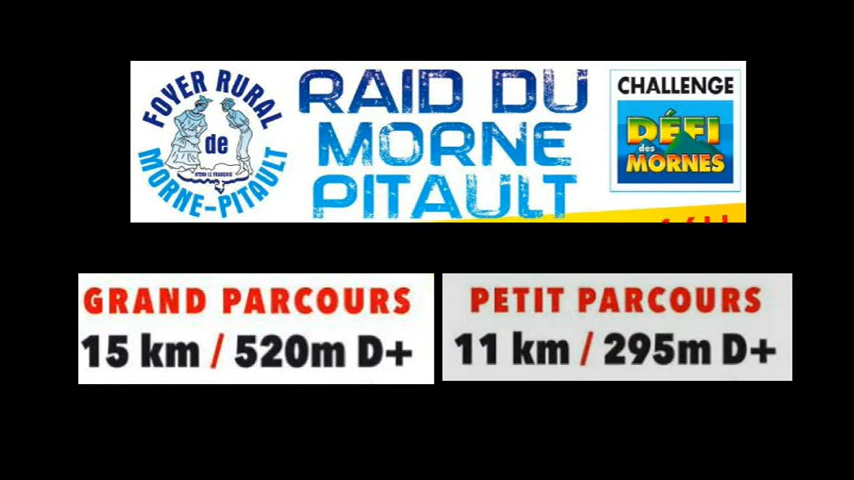 FOYER RURAL
de
MORNE-PITAULT
RAID DU
MORNE
PITAULT
CHALLENGE
DÉFI
des
MORNES
GRAND PARCOURS
15 km / 520m D+
PETIT PARCOURS
11 km / 295m D+